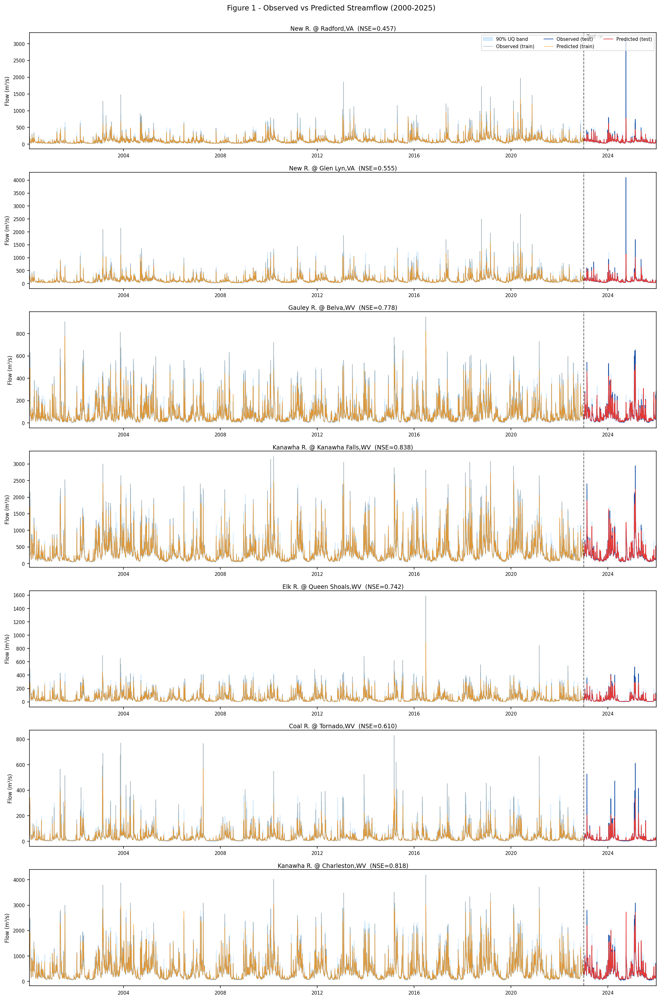 Figure 1 - Observed vs Predicted Streamflow (2000-2025)
New R. @ Radford,VA (NSE=0.457)
Test ->
90% UQ band
Observed (train)
Observed (test)
Predicted (train)
Predicted (test)
Flow (m³/s)
3000
2500
2000
1500
1000
500
0
2004 2008 2012 2016 2020 2024
New R. @ Glen Lyn,VA (NSE=0.555)
Flow (m³/s)
4000
3500
3000
2500
2000
1500
1000
500
0
2004 2008 2012 2016 2020 2024
Gauley R. @ Belva,WV (NSE=0.778)
Flow (m³/s)
800
600
400
200
0
2004 2008 2012 2016 2020 2024
Kanawha R. @ Kanawha Falls,WV (NSE=0.838)
Flow (m³/s)
3000
2500
2000
1500
1000
500
0
2004 2008 2012 2016 2020 2024
Elk R. @ Queen Shoals,WV (NSE=0.742)
Flow (m³/s)
1600
1400
1200
1000
800
600
400
200
0
2004 2008 2012 2016 2020 2024
Coal R. @ Tornado,WV (NSE=0.610)
Flow (m³/s)
800
600
400
200
0
2004 2008 2012 2016 2020 2024
Kanawha R. @ Charleston,WV (NSE=0.818)
Flow (m³/s)
4000
3000
2000
1000
0
2004 2008 2012 2016 2020 2024